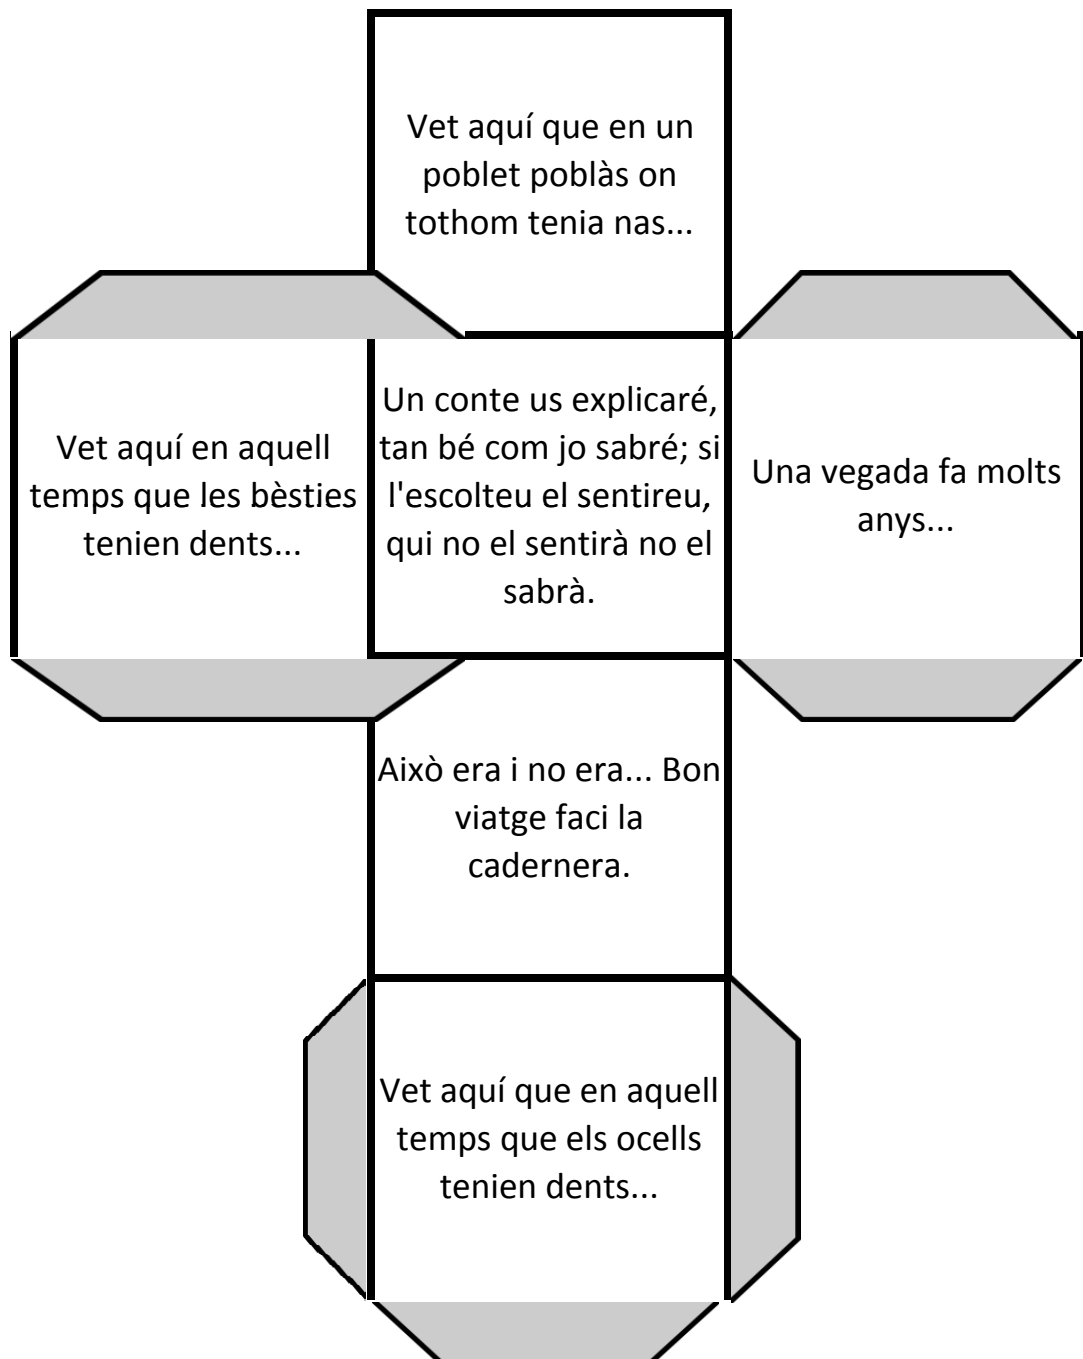 Vet aquí que en un
poblet poblàs on
tothom tenia nas...
Vet aquí en aquell
temps que les bèsties
tenien dents...
Un conte us explicaré,
tan bé com jo sabré; si
l'escolteu el sentireu,
qui no el sentirà no el
sabrà.
Una vegada fa molts
anys...
Això era i no era... Bon
viatge faci la
cadernera.
Vet aquí que en aquell
temps que els ocells
tenien dents...